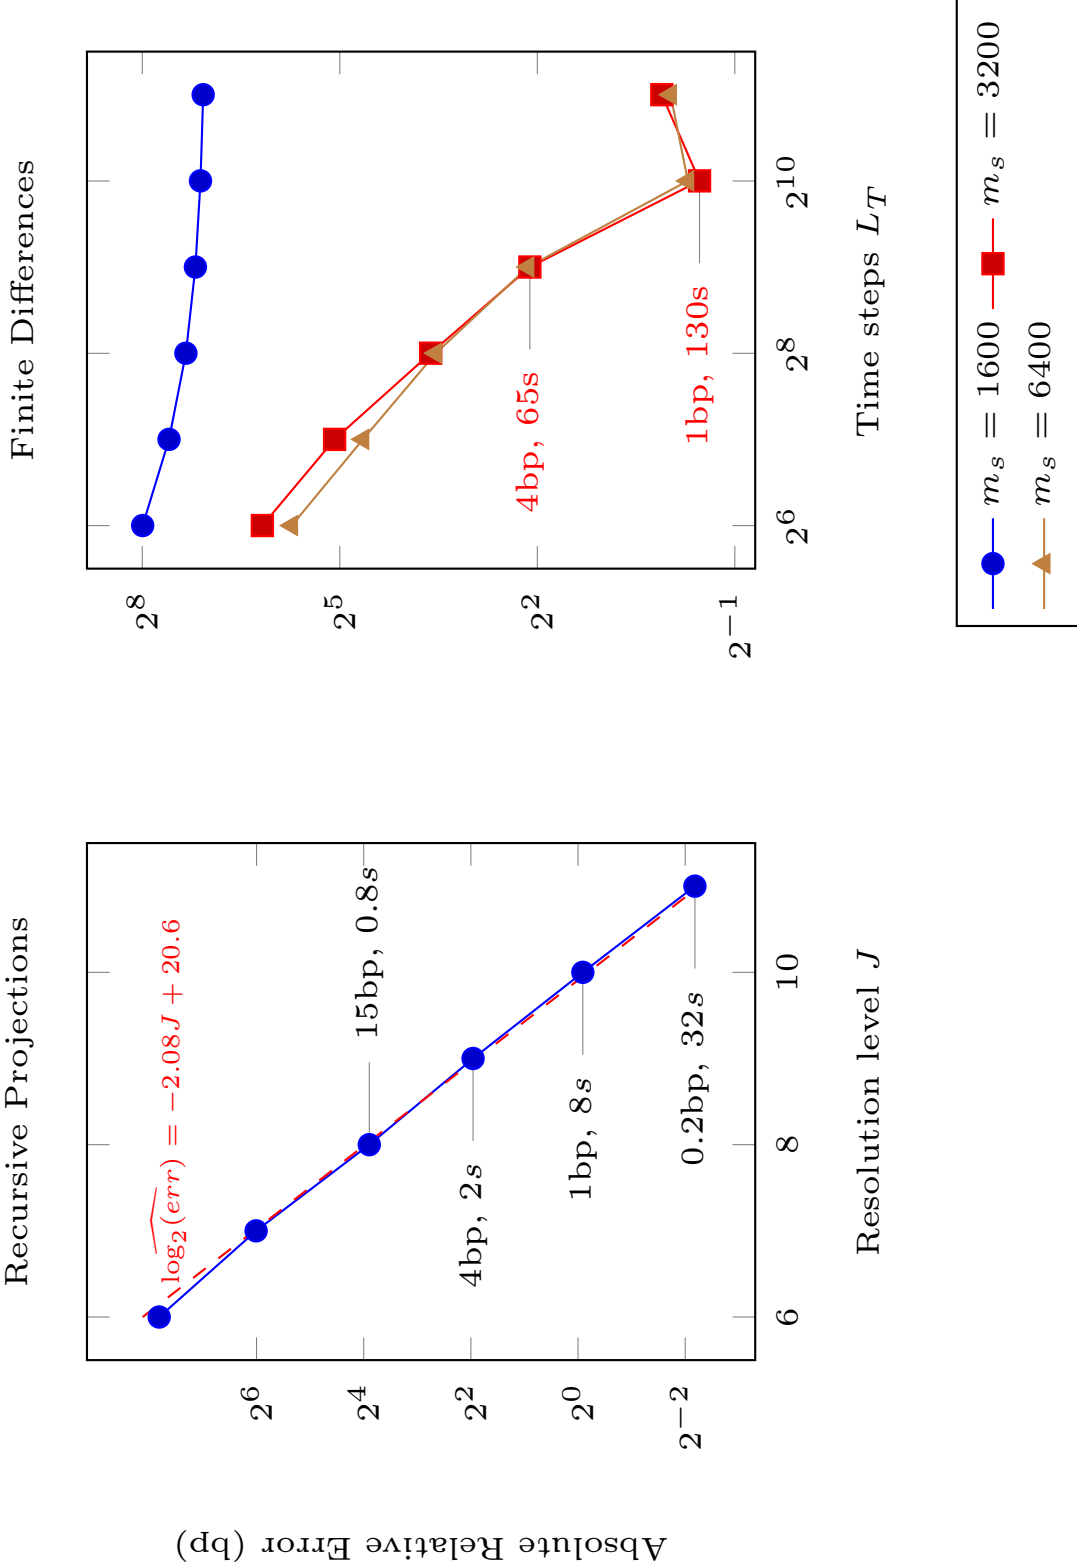 Recursive Projections
Absolute Relative Error (bp)
2^6
2^4
2^2
2^0
2^−2
\widehat{log_2(err)} = −2.08J + 20.6
15bp, 0.8s
4bp, 2s
1bp, 8s
0.2bp, 32s
6
8
10
Resolution level J
Finite Differences
2^8
2^5
2^2
2^−1
4bp, 65s
1bp, 130s
2^6
2^8
2^10
Time steps L_T
m_s = 1600
m_s = 3200
m_s = 6400